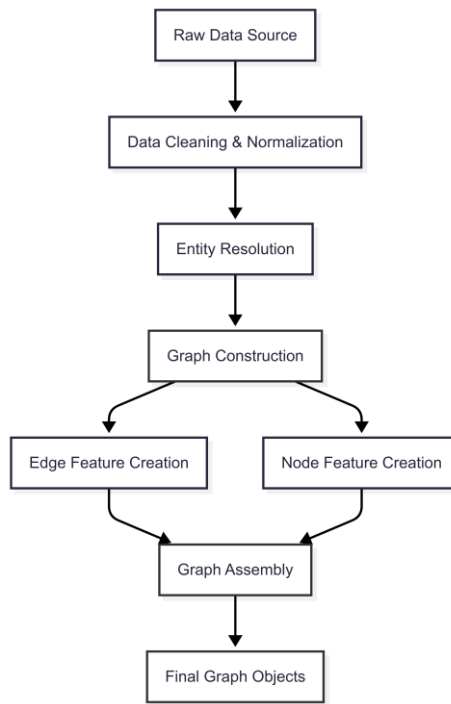 Raw Data Source
Data Cleaning & Normalization
Entity Resolution
Graph Construction
Edge Feature Creation
Node Feature Creation
Graph Assembly
Final Graph Objects